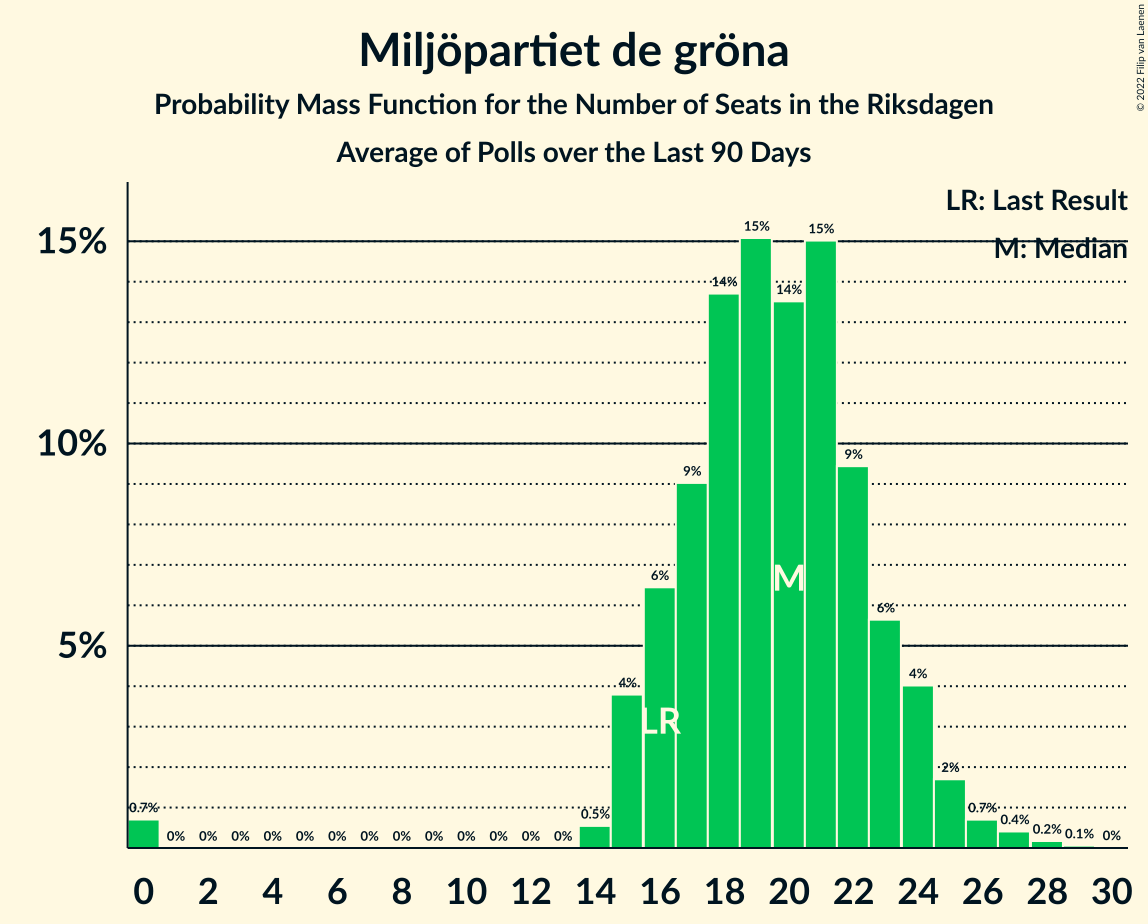 Miljöpartiet de gröna
Probability Mass Function for the Number of Seats in the Riksdagen
Average of Polls over the Last 90 Days
© 2022 Filip van Laenen
LR: Last Result
M: Median
15%
10%
5%
0.7% 0% 0% 0% 0% 0% 0% 0% 0% 0% 0% 0% 0% 0% 0.5% 4% 6% 9% 14% 15% 14% 15% 9% 6% 4% 2% 0.7% 0.4% 0.2% 0.1% 0%
LR M
0 2 4 6 8 10 12 14 16 18 20 22 24 26 28 30